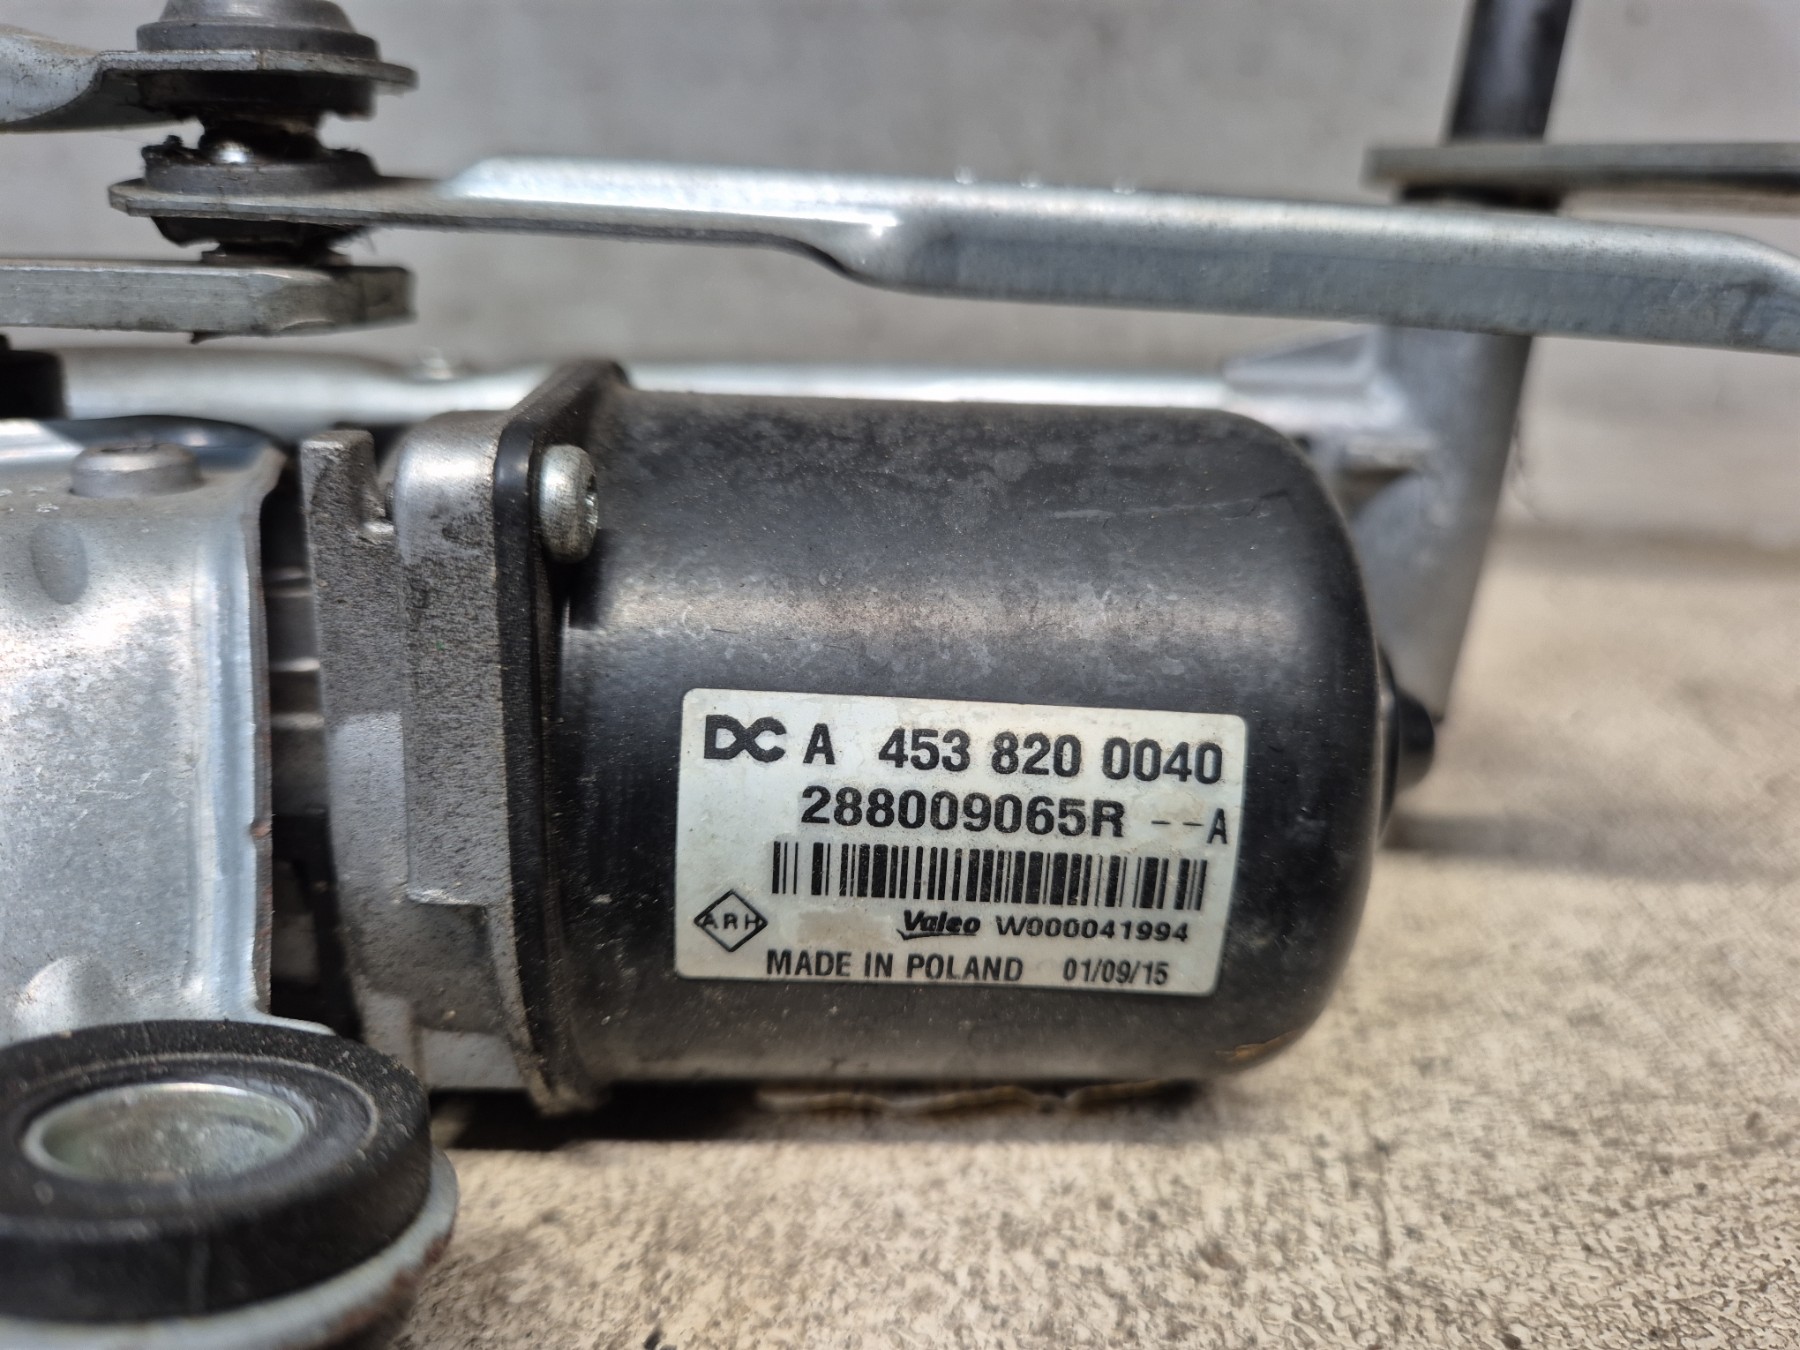 DC A 453 820 0040
288009065R --A
ARH
Valeo W000041994
MADE IN POLAND 01/09/15